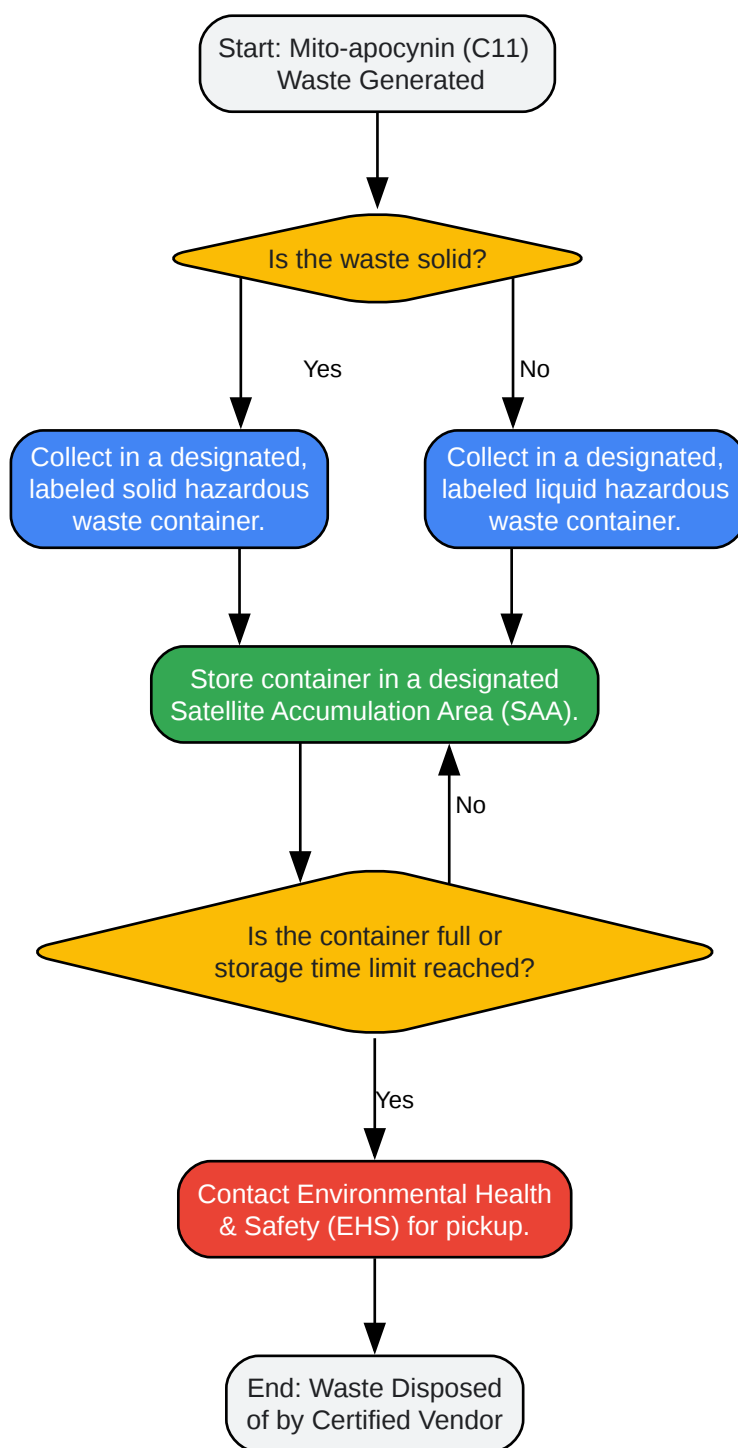 Start: Mito-apocynin (C11)
Waste Generated
Is the waste solid?
Yes
No
Collect in a designated,
labeled solid hazardous
waste container.
Collect in a designated,
labeled liquid hazardous
waste container.
Store container in a designated
Satellite Accumulation Area (SAA).
No
Is the container full or
storage time limit reached?
Yes
Contact Environmental Health
& Safety (EHS) for pickup.
End: Waste Disposed
of by Certified Vendor